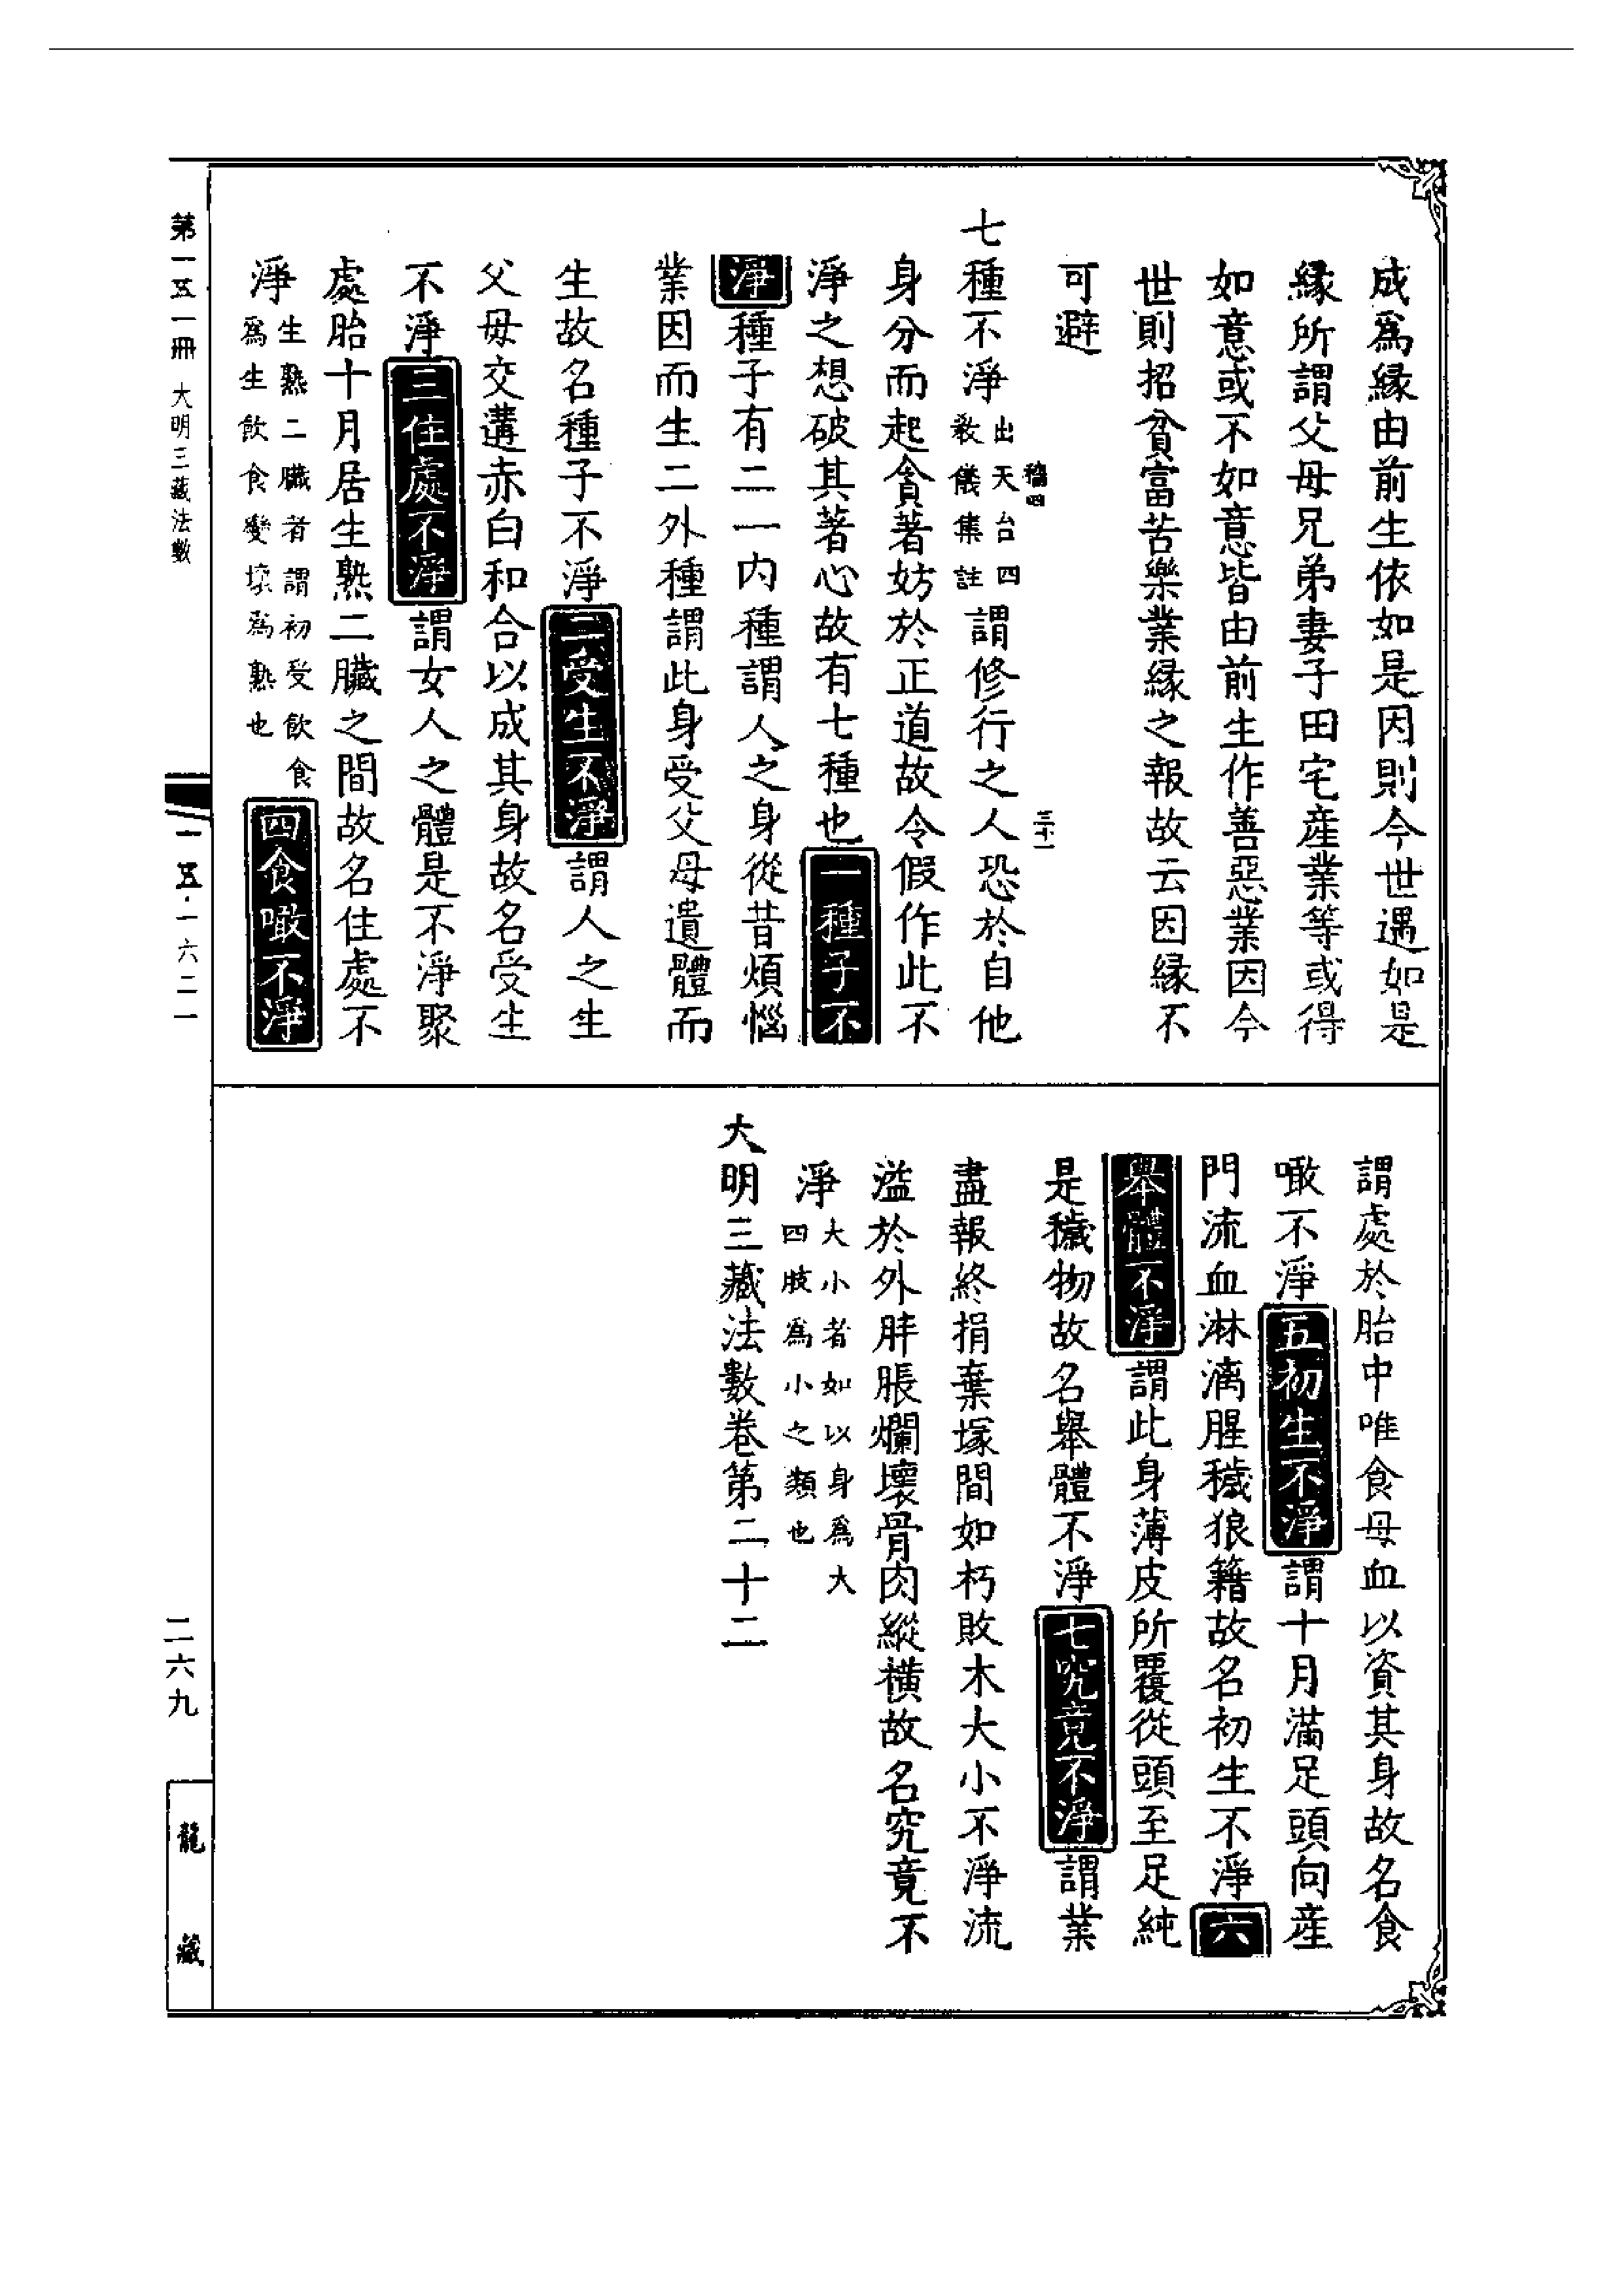 成爲緣由前生依如是因則今世遇如是
緣所謂父母兄弟妻子田宅産業等或得
如意或不如意皆由前生作善惡業因今
世則招貧富苦樂業緣之報故云因緣不
可避
七種不淨出天台四教儀集註謂修行之人恐於自他
身分而起貪著妨於正道故令假作此不
淨之想破其著心故有七種也一種子不
淨種子有二一內種謂人之身從昔煩惱
業因而生二外種謂此身受父母遺體而
生故名種子不淨二受生不淨謂人之生
父母交遘赤白和合以成其身故名受生
不淨三住處不淨謂女人之體是不淨聚
處胎十月居生熟二臟之間故名住處不
淨生熟二臟者謂初受飲食爲生飲食變壞爲熟也四食噉不淨
謂處於胎中唯食母血以資其身故名食
噉不淨五初生不淨謂十月滿足頭向産
門流血淋漓腥穢狼籍故名初生不淨六
舉體不淨謂此身薄皮所覆從頭至足純
是穢物故名舉體不淨七究竟不淨謂業
盡報終捐棄塚間如朽敗木大小不淨流
溢於外胖脹爛壞骨肉縱橫故名究竟不
淨大小者如以身爲大四肢爲小之類也
大明三藏法數卷第二十二
三十一
第一五一冊 大明三藏法數
一五一·一六二一
二六九
龍藏